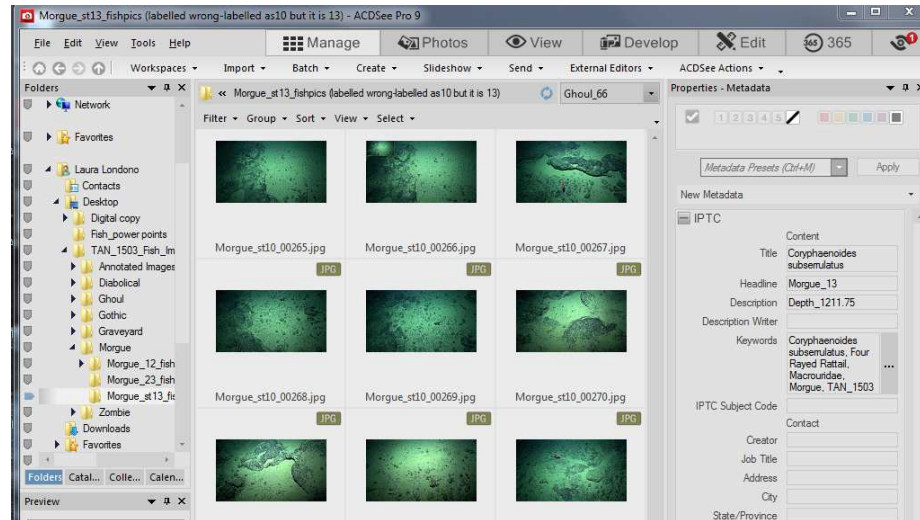 Morgue_st13_fishpics (labelled wrong-labelled as10 but it is 13) - ACDSee Pro 9
File Edit View Tools Help
Manage
Photos
View
Develop
Edit
365 365
Workspaces
Import
Batch
Create
Slideshow
Send
External Editors
ACDSee Actions
Folders
Network
Favorites
Laura Londono
Contacts
Desktop
Digital copy
Fish_power points
TAN_1503_Fish_Im
Annotated Images
Diabolical
Ghoul
Gothic
Graveyard
Morgue
Morgue_12_fish
Morgue_23_fish
Morgue_st13_fis
Zombie
Downloads
Favorites
Folders Catal... Colle... Calen...
Preview
« Morgue_st13_fishpics (labelled wrong-labelled as10 but it is 13)
Ghoul_66
Filter Group Sort View Select
Morgue_st10_00265.jpg Morgue_st10_00266.jpg Morgue_st10_00267.jpg
JPG JPG JPG
Morgue_st10_00268.jpg Morgue_st10_00269.jpg Morgue_st10_00270.jpg
JPG JPG JPG
Properties - Metadata
1 2 3 4 5
Metadata Presets (Ctrl+M) Apply
New Metadata
IPTC
Content
Title Coryphaenoides
subserrulatus
Headline Morgue_13
Description Depth_1211.75
Description Writer
Keywords Coryphaenoides
subserrulatus, Four
Rayed Rattail,
Macrouridae,
Morgue, TAN_1503
...
IPTC Subject Code
Contact
Creator
Job Title
Address
City
State/Province